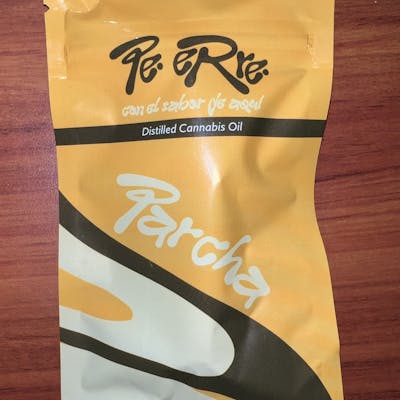 Pe. eRre.
con el sabor de aquí
Distilled Cannabis Oil
Parcha